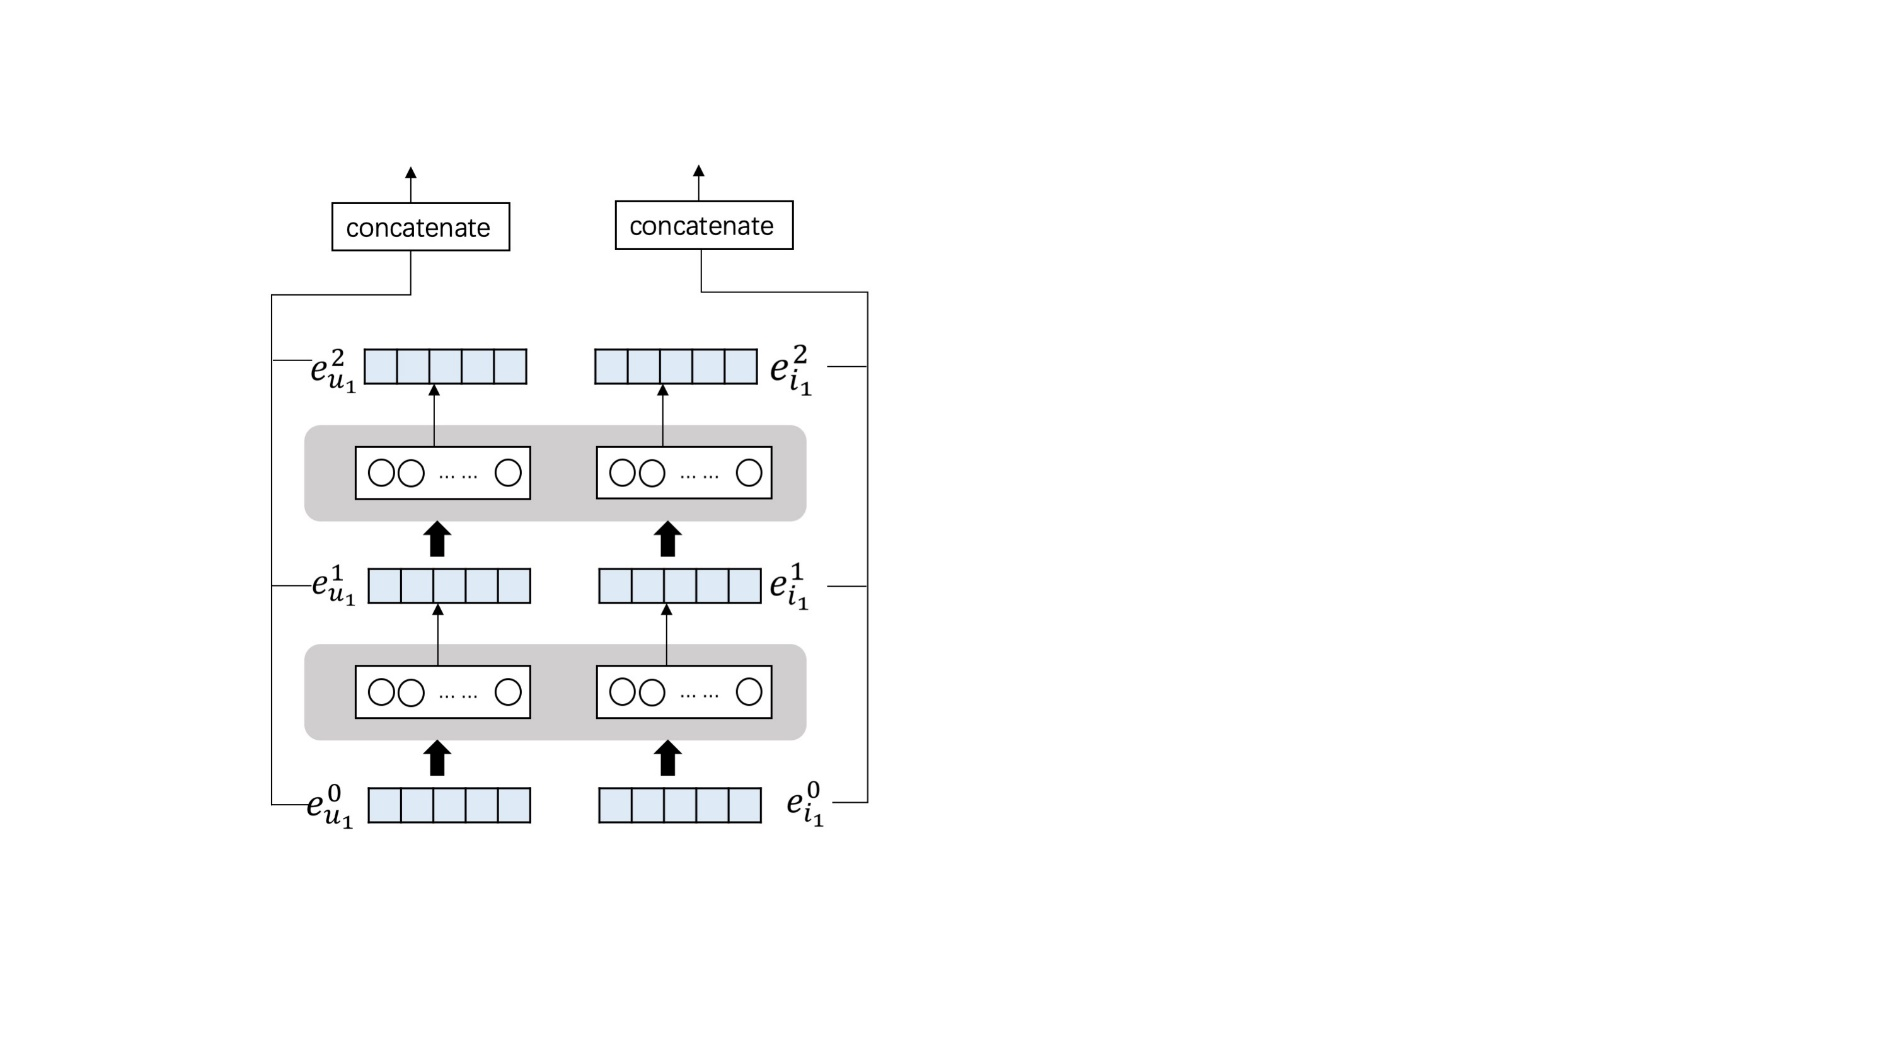 concatenate concatenate
e_{u_1}^2 e_{i_1}^2
... ... ... ...
e_{u_1}^1 e_{i_1}^1
... ... ... ...
e_{u_1}^0 e_{i_1}^0